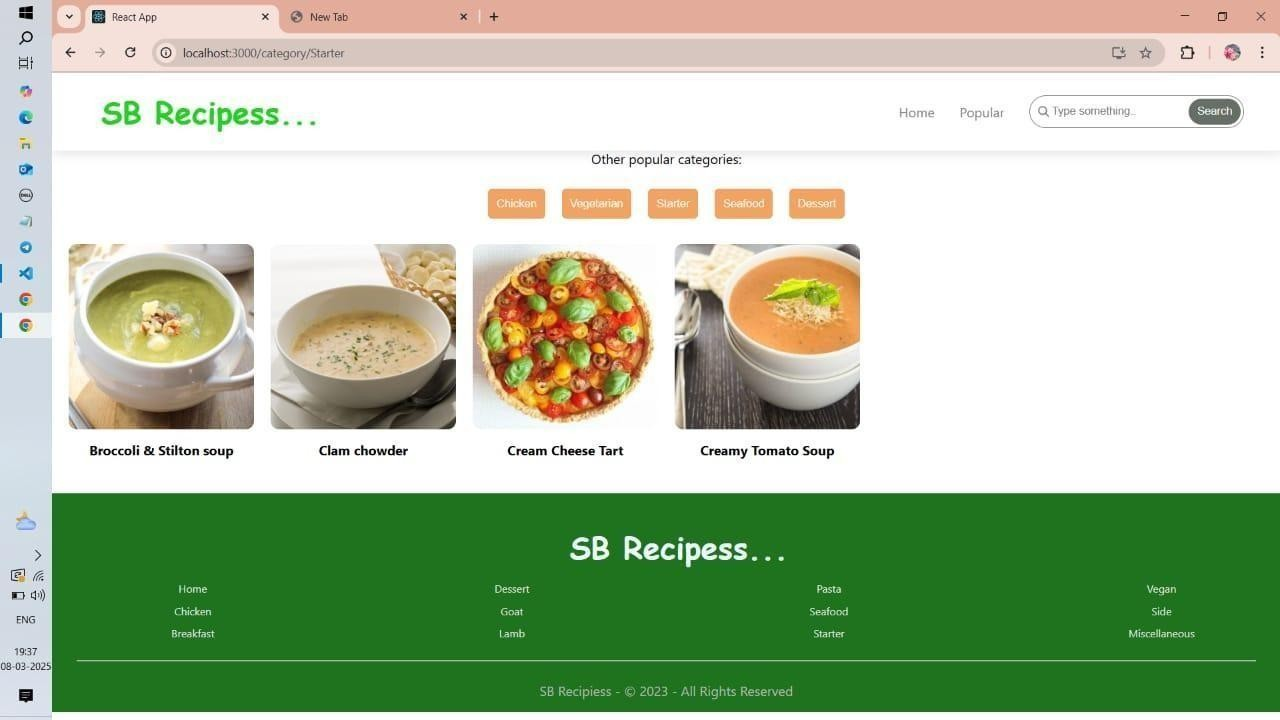 React App
New Tab
localhost:3000/category/Starter
SB Recipess...
Home
Popular
Type something..
Search
Other popular categories:
Chicken
Vegetarian
Starter
Seafood
Dessert
Broccoli & Stilton soup
Clam chowder
Cream Cheese Tart
Creamy Tomato Soup
SB Recipess...
Home
Dessert
Pasta
Vegan
Chicken
Goat
Seafood
Side
Breakfast
Lamb
Starter
Miscellaneous
SB Recipiess - © 2023 - All Rights Reserved
DELL
ENG
19:37
08-03-2025